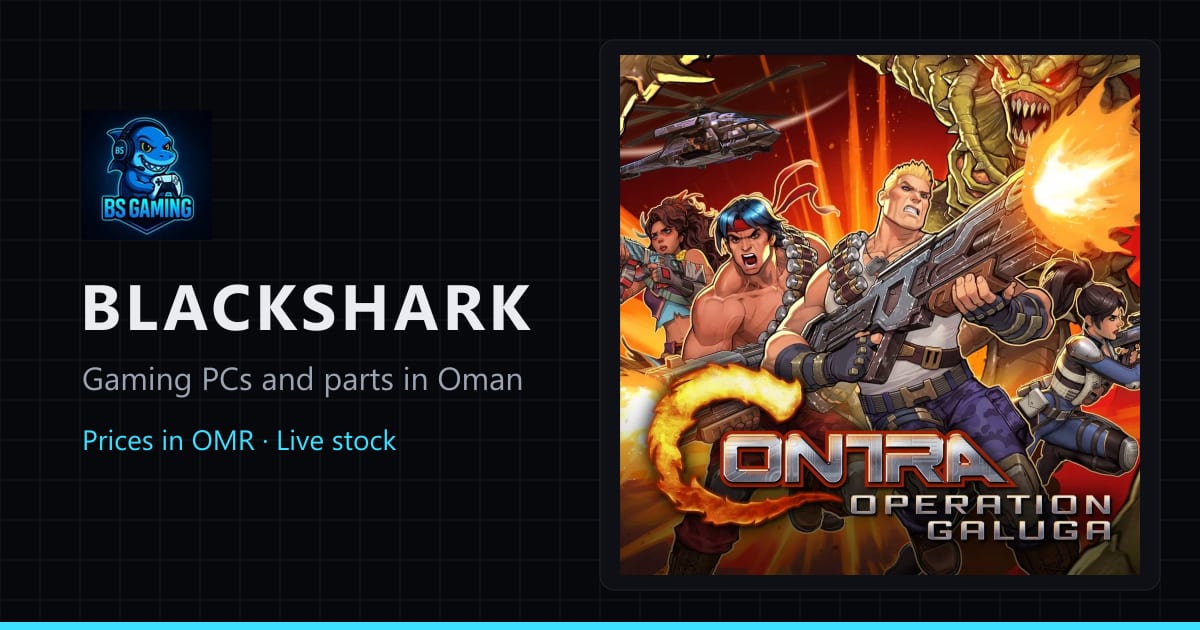 BS
BS GAMING
BLACKSHARK
Gaming PCs and parts in Oman
Prices in OMR · Live stock
CONTRA
OPERATION
GALUGA